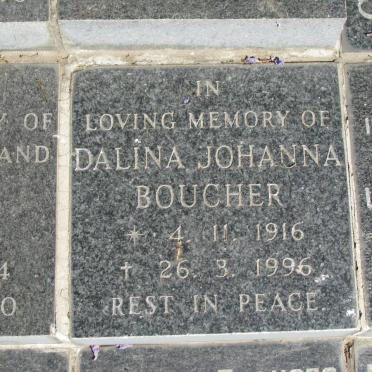 IN
LOVING MEMORY OF
DALINA JOHANNA
BOUCHER
* 4. 11. 1916
† 26. 3. 1996
REST IN PEACE.